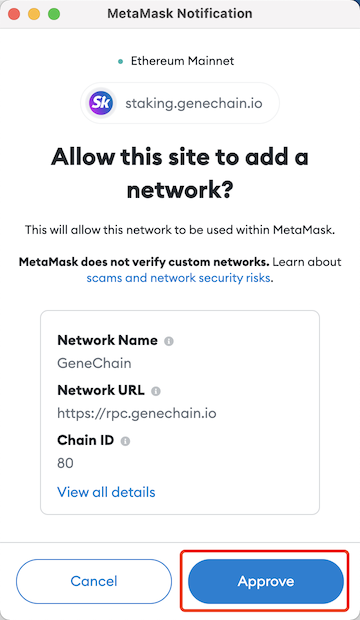 MetaMask Notification
Ethereum Mainnet
Sk staking.genechain.io
Allow this site to add a
network?
This will allow this network to be used within MetaMask.
MetaMask does not verify custom networks. Learn about
scams and network security risks.
Network Name
GeneChain
Network URL
https://rpc.genechain.io
Chain ID
80
View all details
Cancel Approve